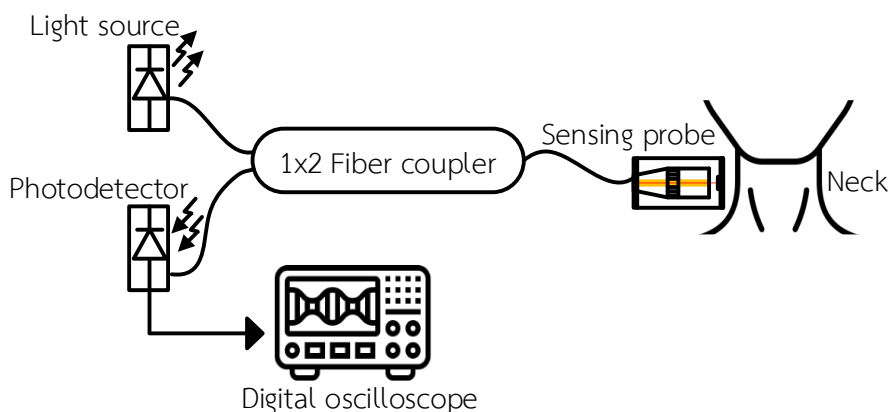 Light source
1x2 Fiber coupler
Sensing probe
Photodetector
Neck
Digital oscilloscope